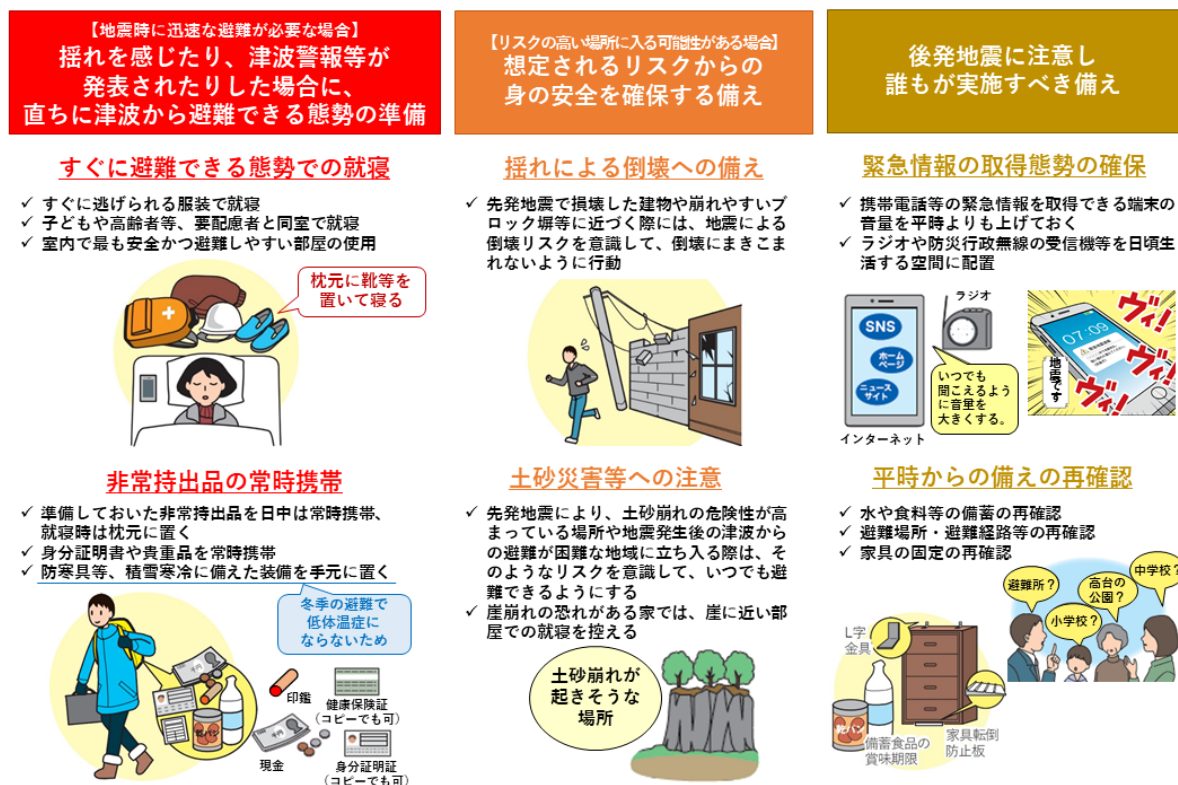 【地震時に迅速な避難が必要な場合】
揺れを感じたり、津波警報等が
発表されたりした場合に、
直ちに津波から避難できる態勢の準備
すぐに避難できる態勢での就寝
✓ すぐに逃げられる服装で就寝
✓ 子どもや高齢者等、要配慮者と同室で就寝
✓ 室内で最も安全かつ避難しやすい部屋の使用
枕元に靴等を
置いて寝る
非常持出品の常時携帯
✓ 準備しておいた非常持出品を日中は常時携帯、
就寝時は枕元に置く
✓ 身分証明書や貴重品を常時携帯
✓ 防寒具等、積雪寒冷に備えた装備を手元に置く
冬季の避難で
低体温症に
ならないため
印鑑
健康保険証
(コピーでも可)
現金
身分証明証
(コピーでも可)
乾パン
【リスクの高い場所に入る可能性がある場合】
想定されるリスクからの
身の安全を確保する備え
揺れによる倒壊への備え
✓ 先発地震で損壊した建物や崩れやすいブ
ロック塀等に近づく際には、地震による
倒壊リスクを意識して、倒壊にまきこま
れないように行動
土砂災害等への注意
✓ 先発地震により、土砂崩れの危険性が高
まっている場所や地震発生後の津波から
の避難が困難な地域に立ち入る際は、そ
のようなリスクを意識して、いつでも避
難できるようにする
✓ 崖崩れの恐れがある家では、崖に近い部
屋での就寝を控える
土砂崩れが
起きそうな
場所
後発地震に注意し
誰もが実施すべき備え
緊急情報の取得態勢の確保
✓ 携帯電話等の緊急情報を取得できる端末の
音量を平時よりも上げておく
✓ ラジオや防災行政無線の受信機等を日頃生
活する空間に配置
SNS
ホーム
ページ
ニュース
サイト
インターネット
ラジオ
いつでも
聞こえるよう
に音量を
大きくする。
07:09
地震です
ヴィ!
ヴィ!
ヴィ!
平時からの備えの再確認
✓ 水や食料等の備蓄の再確認
✓ 避難場所・避難経路等の再確認
✓ 家具の固定の再確認
避難所?
小学校?
高台の
公園?
中学校?
L字
金具
乾パン
備蓄食品の
賞味期限
家具転倒
防止板